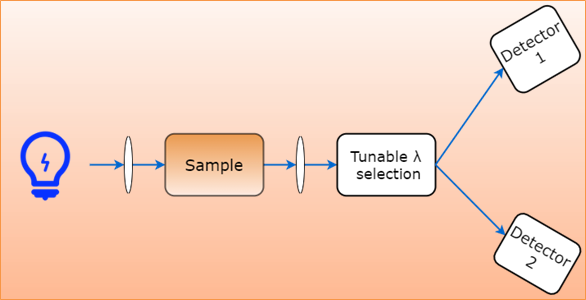 Sample
Tunable λ
selection
Detector
1
Detector
2